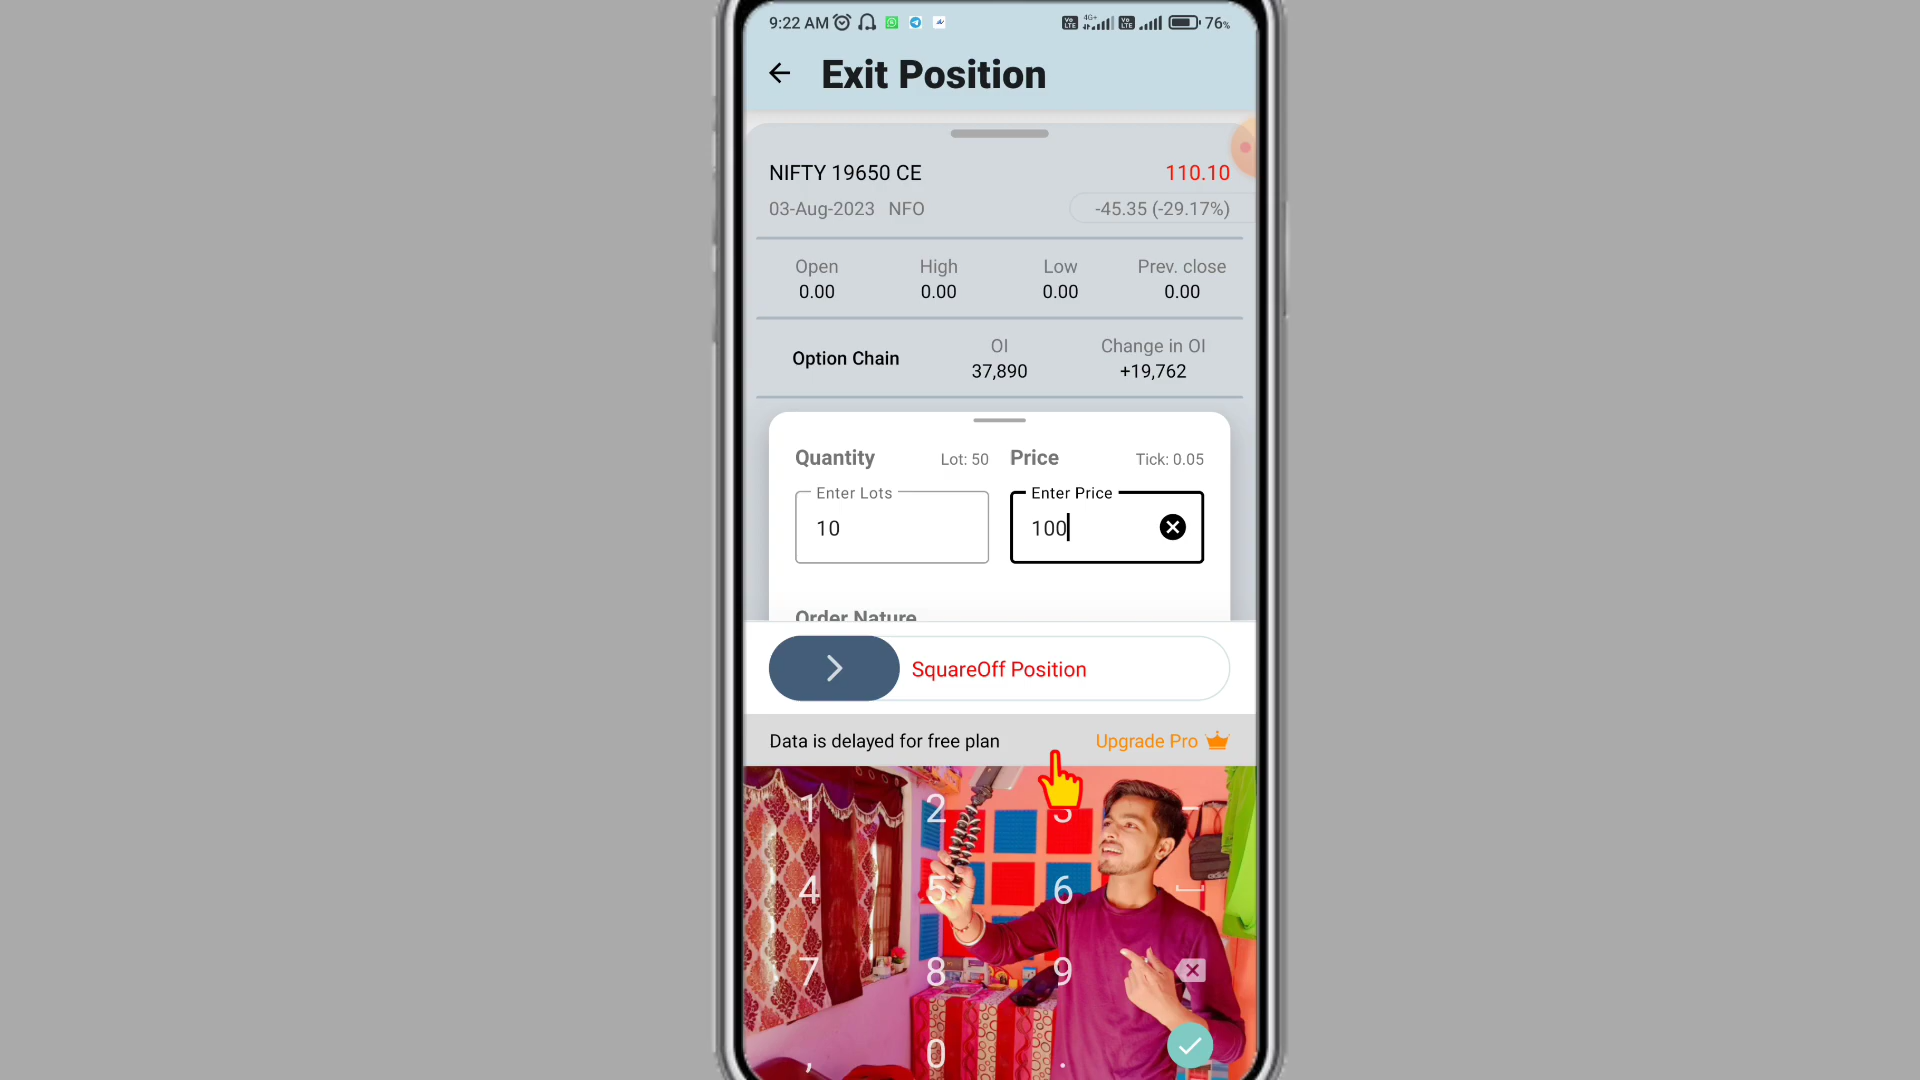 9:22 AM 4G+ 76%
Exit Position
NIFTY 19650 CE 110.10
03-Aug-2023 NFO -45.35 (-29.17%)
Open High Low Prev. close
0.00 0.00 0.00 0.00
Option Chain OI Change in OI
37,890 +19,762
Quantity Lot: 50 Price Tick: 0.05
Enter Lots Enter Price
10 100
Order Nature
SquareOff Position
Data is delayed for free plan Upgrade Pro
1 2 3 -
4 5 6
7 8 9
, 0 .